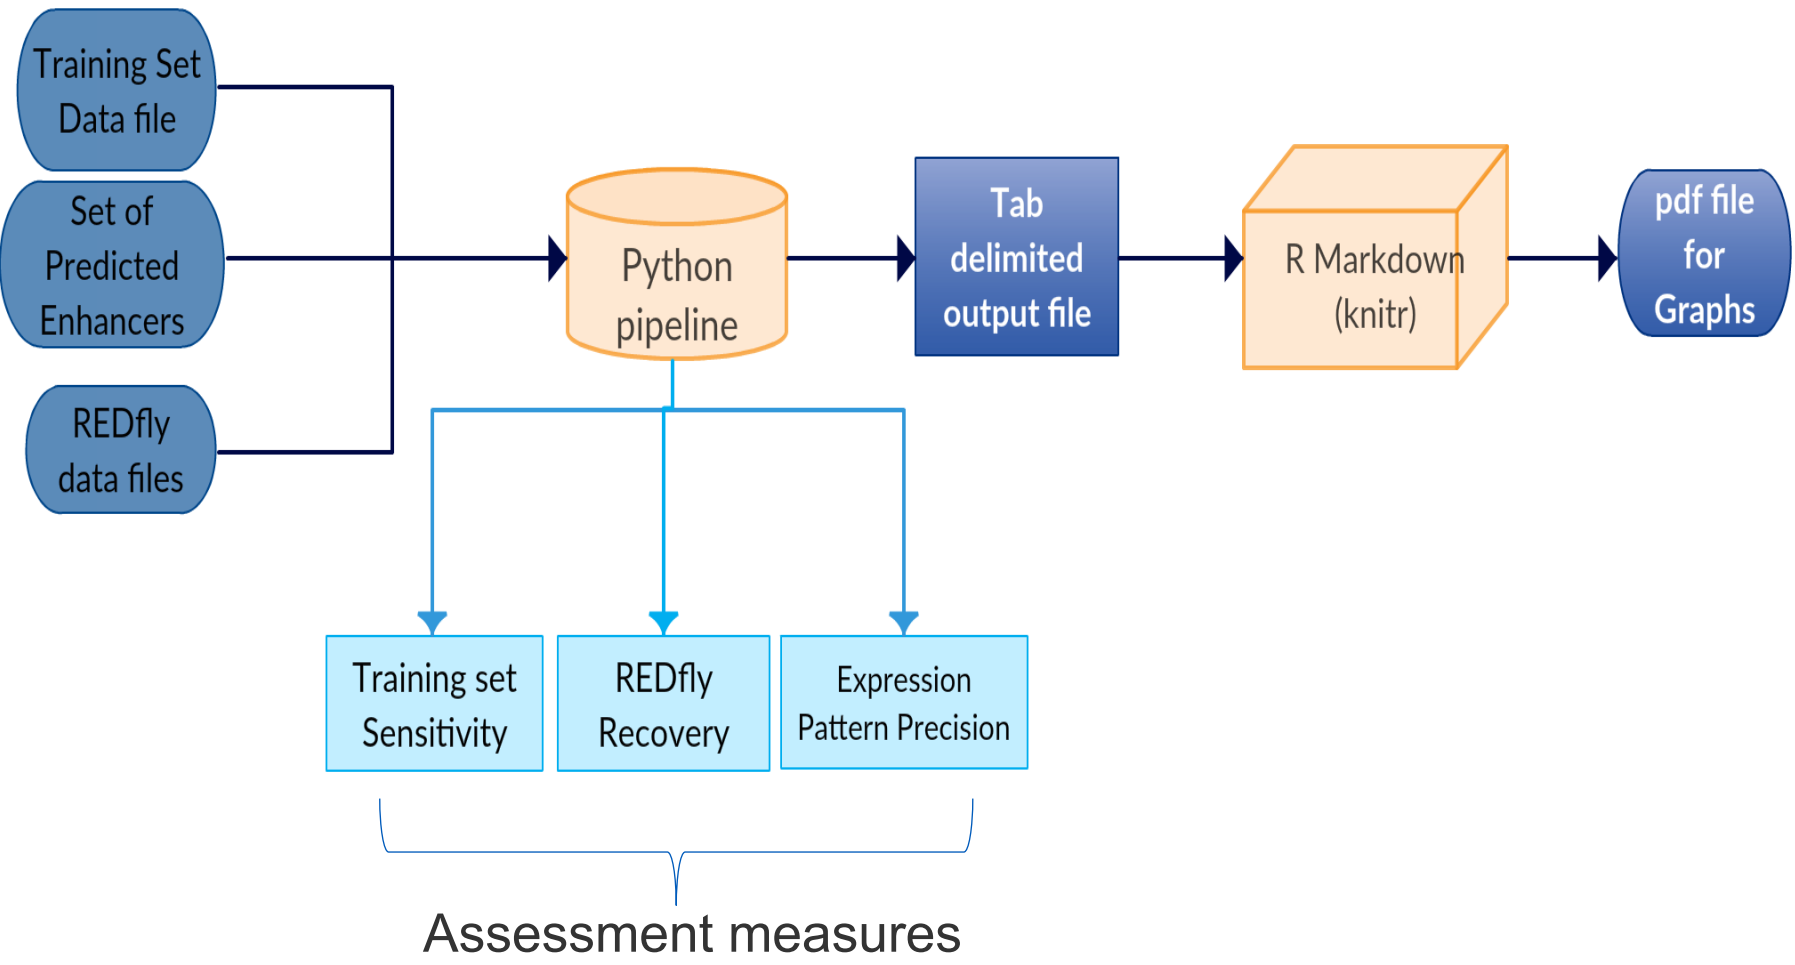 Training Set
Data file
Set of
Predicted
Enhancers
REDfly
data files
Python
pipeline
Tab
delimited
output file
R Markdown
(knitr)
pdf file
for
Graphs
Training set
Sensitivity
REDfly
Recovery
Expression
Pattern Precision
Assessment measures